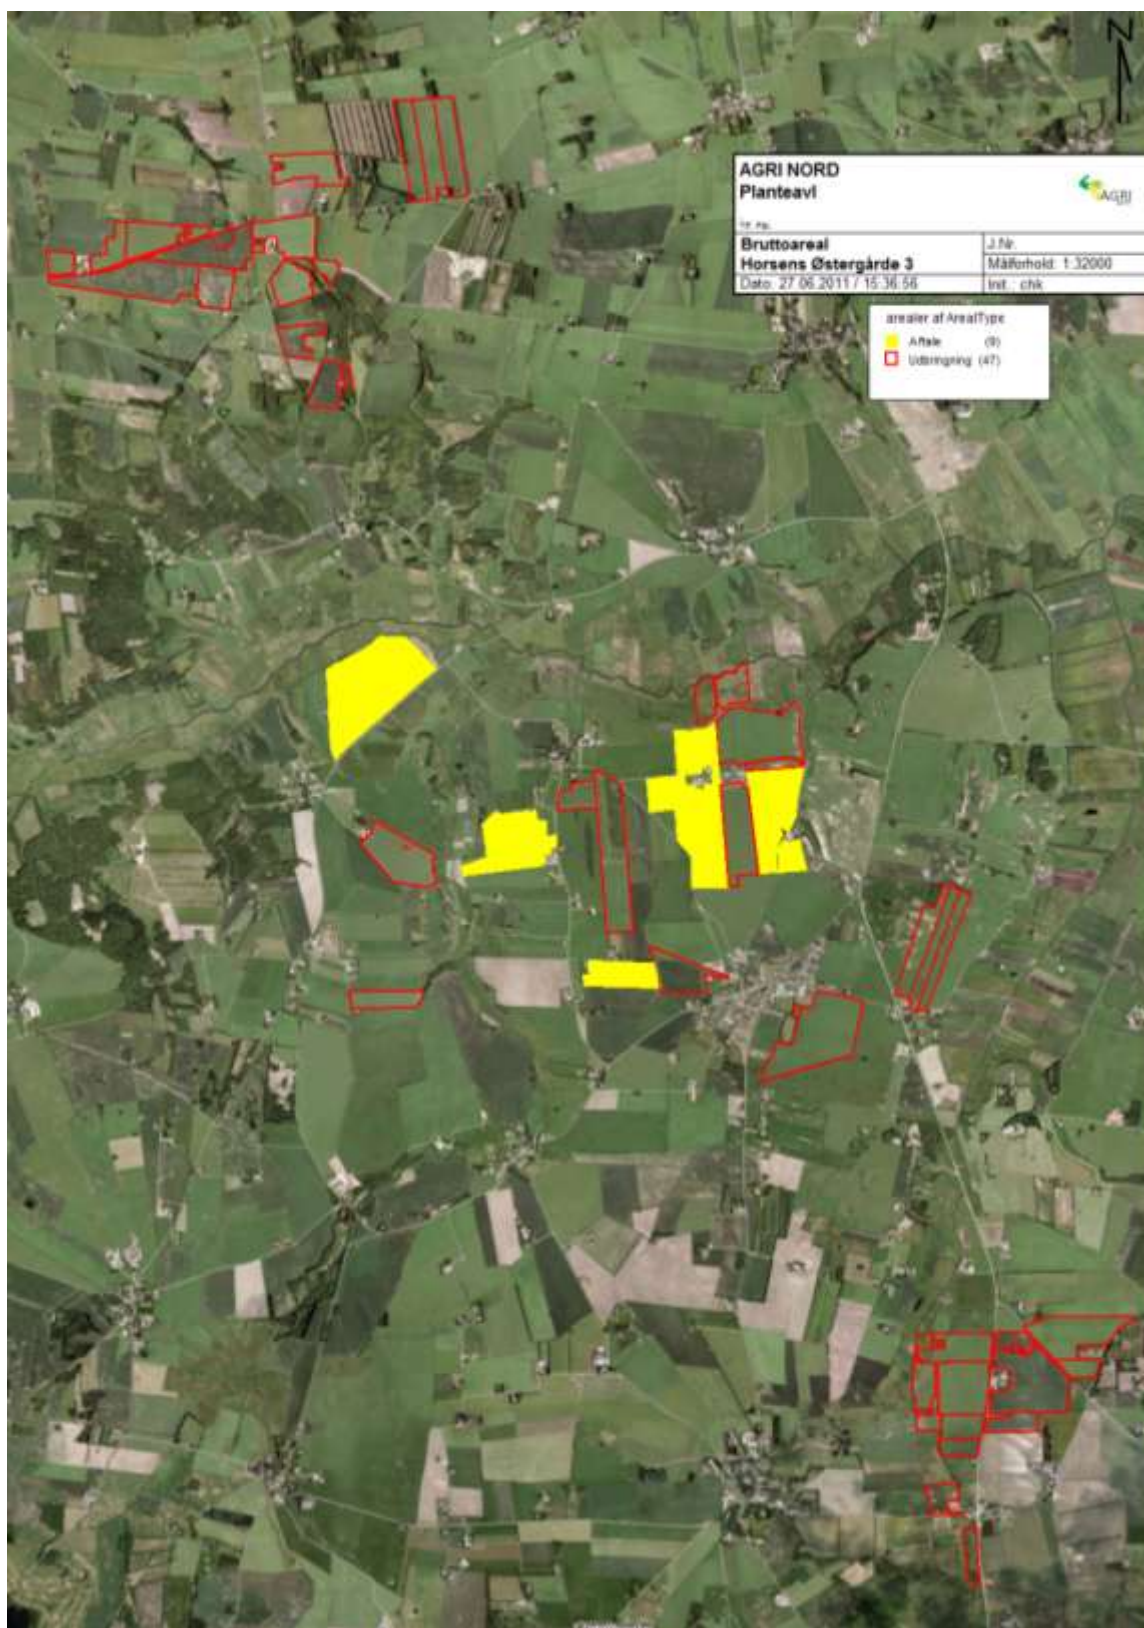 N
AGRI NORD
Planteavl
AGRI
Bruttoareal
J.Nr.
Horsens Østergårde 3
Målforhold: 1:32000
Dato: 27.06.2011 / 15:36:56
Init.: chk
arealer af ArealType
Aftale (9)
Udbringning (47)